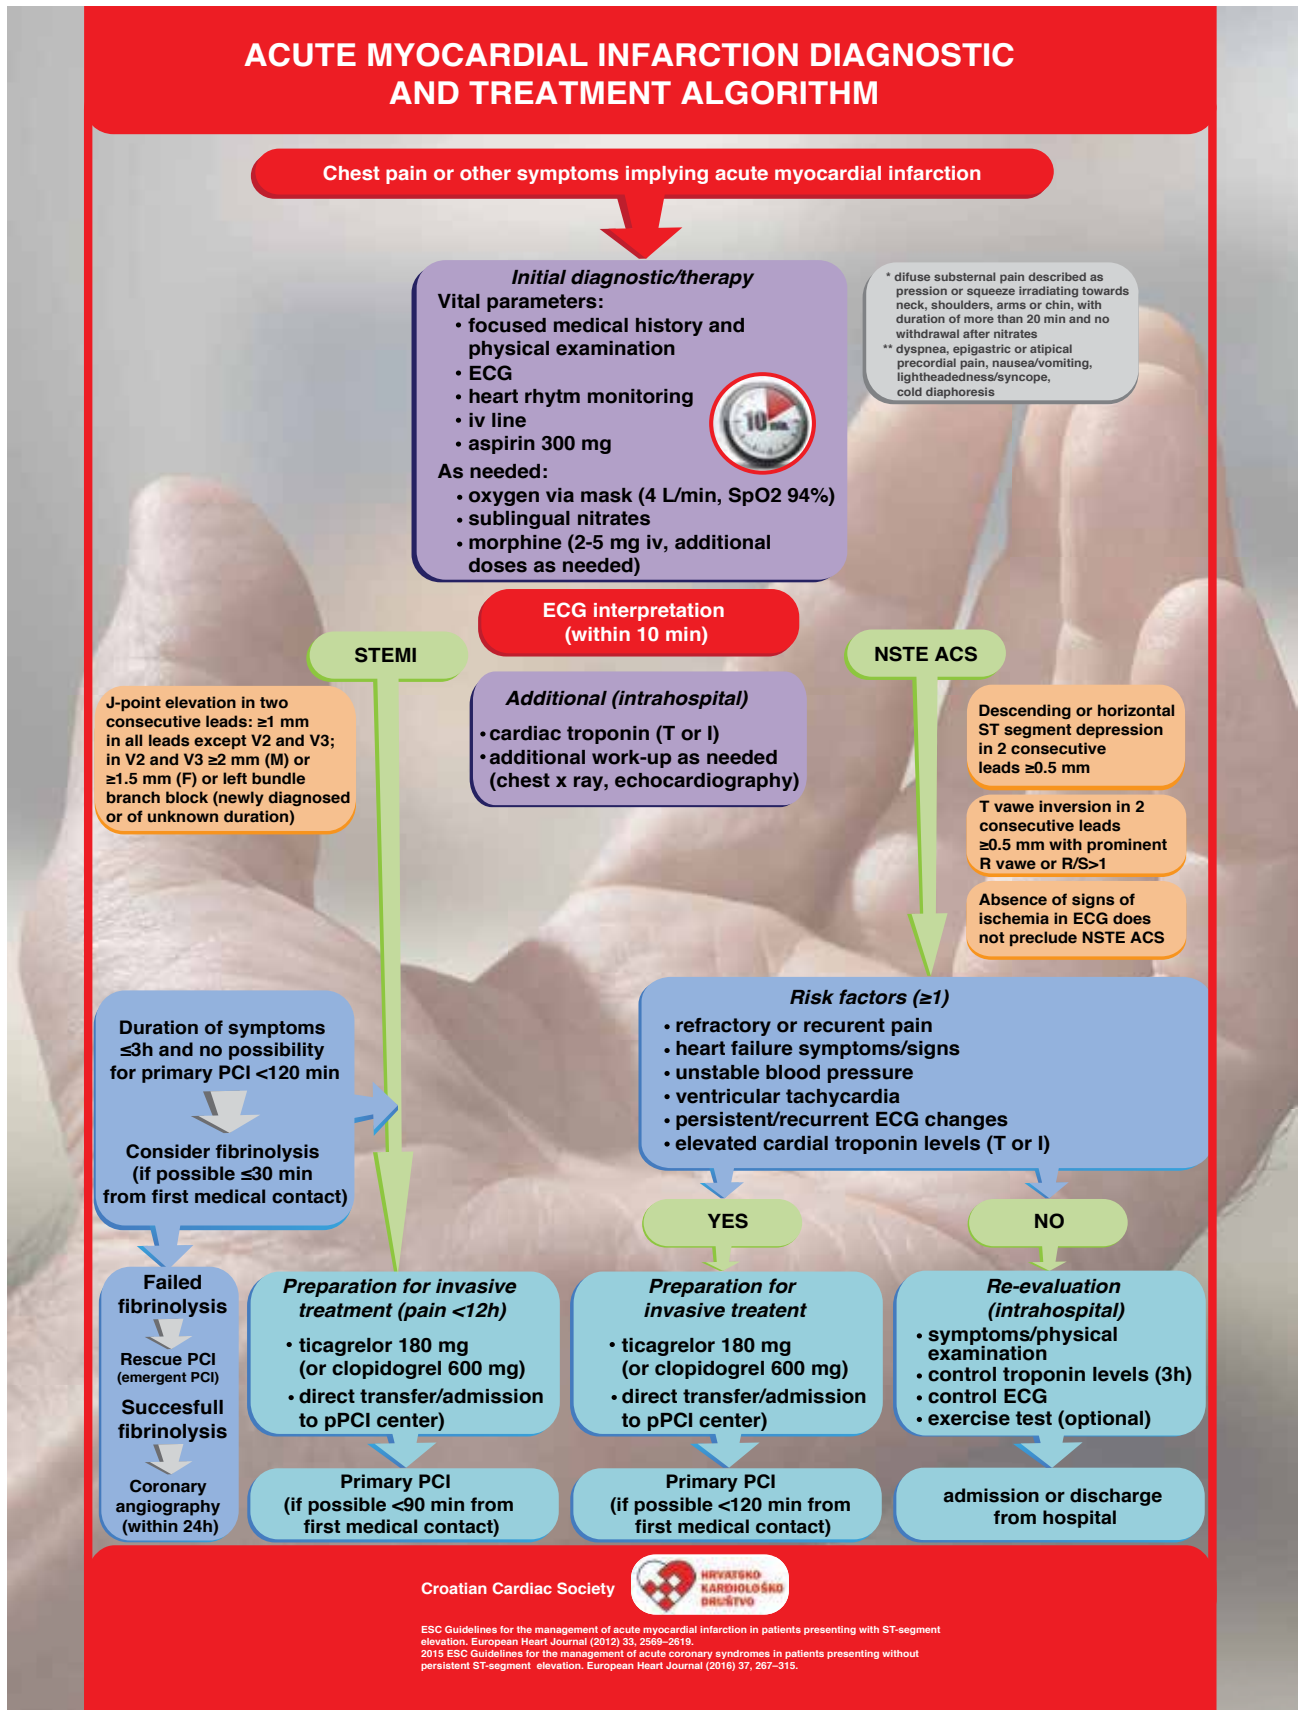 ACUTE MYOCARDIAL INFARCTION DIAGNOSTIC
AND TREATMENT ALGORITHM
Chest pain or other symptoms implying acute myocardial infarction
Initial diagnostic/therapy
Vital parameters:
• focused medical history and
physical examination
• ECG
• heart rhytm monitoring
• iv line
• aspirin 300 mg
As needed:
• oxygen via mask (4 L/min, SpO2 94%)
• sublingual nitrates
• morphine (2-5 mg iv, additional
doses as needed)
10 min.
* difuse substernal pain described as
pression or squeeze irradiating towards
neck, shoulders, arms or chin, with
duration of more than 20 min and no
withdrawal after nitrates
** dyspnea, epigastric or atipical
precordial pain, nausea/vomiting,
lightheadedness/syncope,
cold diaphoresis
ECG interpretation
(within 10 min)
STEMI
NSTE ACS
J-point elevation in two
consecutive leads: ≥1 mm
in all leads except V2 and V3;
in V2 and V3 ≥2 mm (M) or
≥1.5 mm (F) or left bundle
branch block (newly diagnosed
or of unknown duration)
Additional (intrahospital)
• cardiac troponin (T or I)
• additional work-up as needed
(chest x ray, echocardiography)
Descending or horizontal
ST segment depression
in 2 consecutive
leads ≥0.5 mm
T vawe inversion in 2
consecutive leads
≥0.5 mm with prominent
R vawe or R/S>1
Absence of signs of
ischemia in ECG does
not preclude NSTE ACS
Duration of symptoms
≤3h and no possibility
for primary PCI <120 min
Consider fibrinolysis
(if possible ≤30 min
from first medical contact)
Risk factors (≥1)
• refractory or recurent pain
• heart failure symptoms/signs
• unstable blood pressure
• ventricular tachycardia
• persistent/recurrent ECG changes
• elevated cardial troponin levels (T or I)
YES
NO
Failed
fibrinolysis
Rescue PCI
(emergent PCI)
Succesfull
fibrinolysis
Coronary
angiography
(within 24h)
Preparation for invasive
treatment (pain <12h)
• ticagrelor 180 mg
(or clopidogrel 600 mg)
• direct transfer/admission
to pPCI center)
Primary PCI
(if possible <90 min from
first medical contact)
Preparation for
invasive treatent
• ticagrelor 180 mg
(or clopidogrel 600 mg)
• direct transfer/admission
to pPCI center)
Primary PCI
(if possible <120 min from
first medical contact)
Re-evaluation
(intrahospital)
• symptoms/physical
examination
• control troponin levels (3h)
• control ECG
• exercise test (optional)
admission or discharge
from hospital
Croatian Cardiac Society
HRVATSKO
KARDIOLOŠKO
DRUŠTVO
ESC Guidelines for the management of acute myocardial infarction in patients presenting with ST-segment
elevation. European Heart Journal (2012) 33, 2569–2619.
2015 ESC Guidelines for the management of acute coronary syndromes in patients presenting without
persistent ST-segment elevation. European Heart Journal (2016) 37, 267–315.